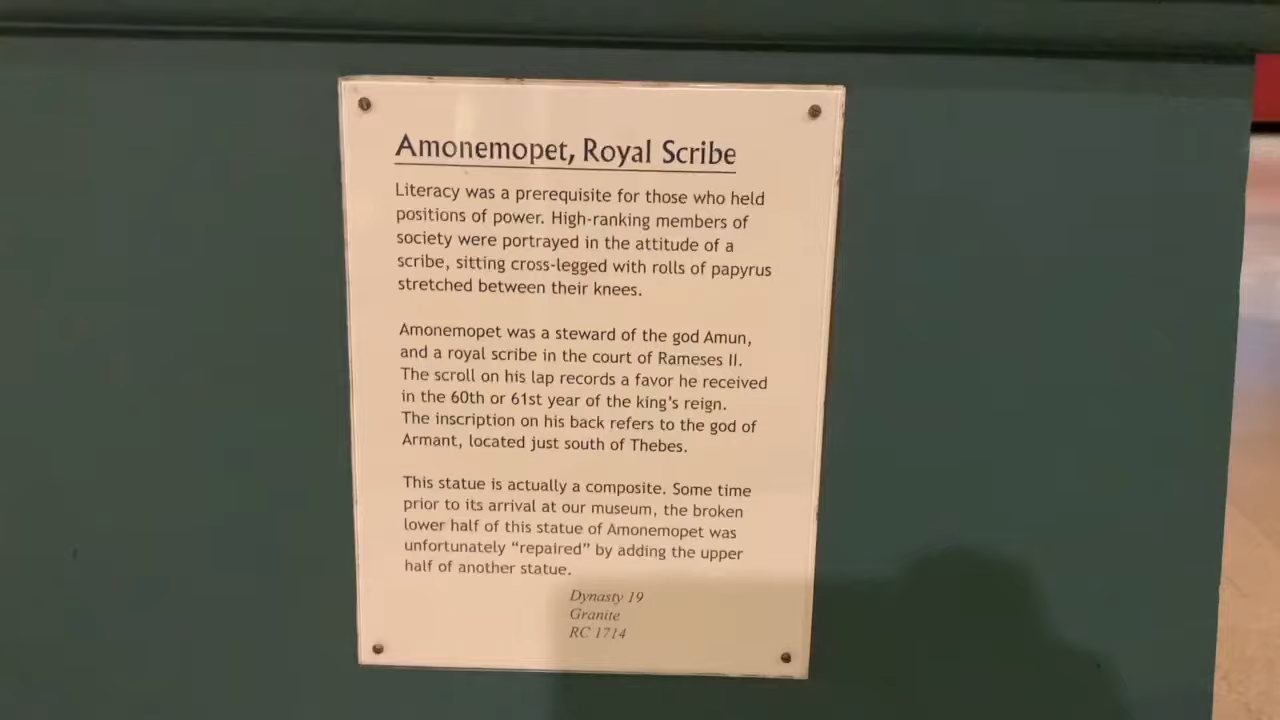 Amonemopet, Royal Scribe
Literacy was a prerequisite for those who held
positions of power. High-ranking members of
society were portrayed in the attitude of a
scribe, sitting cross-legged with rolls of papyrus
stretched between their knees.
Amonemopet was a steward of the god Amun,
and a royal scribe in the court of Rameses II.
The scroll on his lap records a favor he received
in the 60th or 61st year of the king's reign.
The inscription on his back refers to the god of
Armant, located just south of Thebes.
This statue is actually a composite. Some time
prior to its arrival at our museum, the broken
lower half of this statue of Amonemopet was
unfortunately “repaired” by adding the upper
half of another statue.
Dynasty 19
Granite
RC 1714